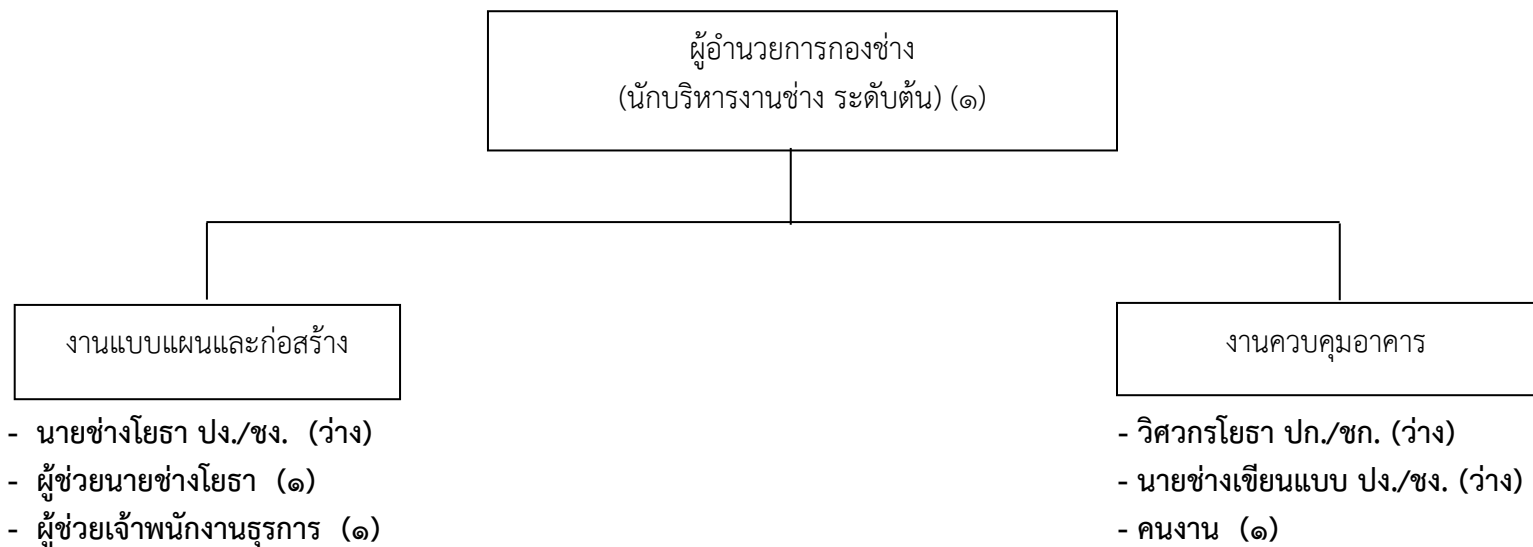 ผู้อำนวยการกองช่าง
(นักบริหารงานช่าง ระดับต้น) (๑)
งานแบบแผนและก่อสร้าง
- นายช่างโยธา ปง./ชง. (ว่าง)
- ผู้ช่วยนายช่างโยธา (๑)
- ผู้ช่วยเจ้าพนักงานธุรการ (๑)
งานควบคุมอาคาร
- วิศวกรโยธา ปก./ชก. (ว่าง)
- นายช่างเขียนแบบ ปง./ชง. (ว่าง)
- คนงาน (๑)